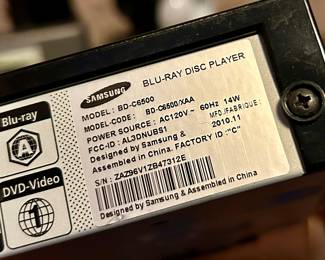 Blu-ray
A
DVD-Video
1
SAMSUNG
BLU-RAY DISC PLAYER
MODEL : BD-C6500
MODEL-CODE : BD-C6500/XAA
POWER SOURCE : AC120V ~ 60Hz 14W
FCC-ID : AL3DNUBS1
MFD/FABRIQUE :
2010.11
Designed by Samsung &
Assembled in China. FACTORY ID :"C"
S/N : ZAZ96V1ZB47312E
Designed by Samsung & Assembled in China